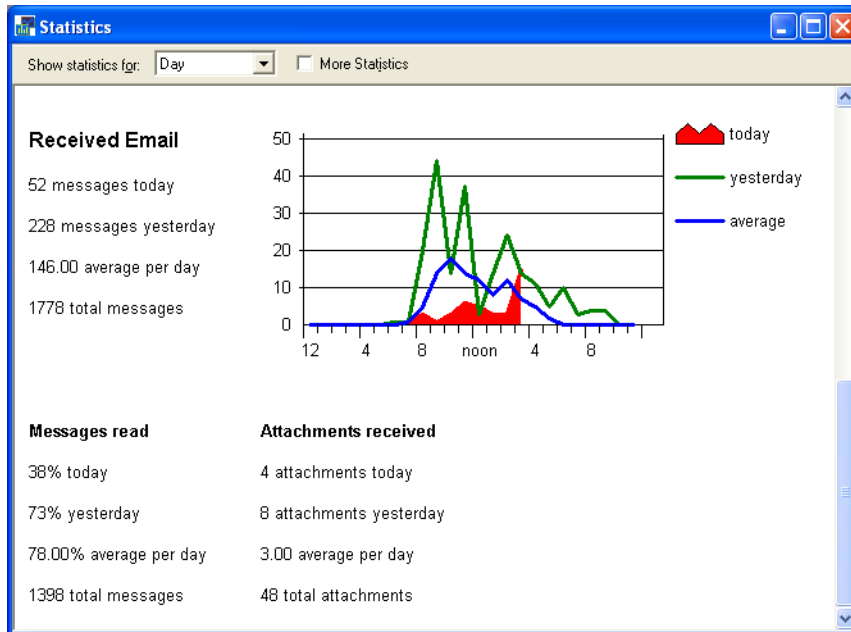 Statistics
Show statistics for: Day More Statistics
Received Email
52 messages today
228 messages yesterday
146.00 average per day
1778 total messages
50
40
30
20
10
0
12 4 8 noon 4 8
today
yesterday
average
Messages read
38% today
73% yesterday
78.00% average per day
1398 total messages
Attachments received
4 attachments today
8 attachments yesterday
3.00 average per day
48 total attachments